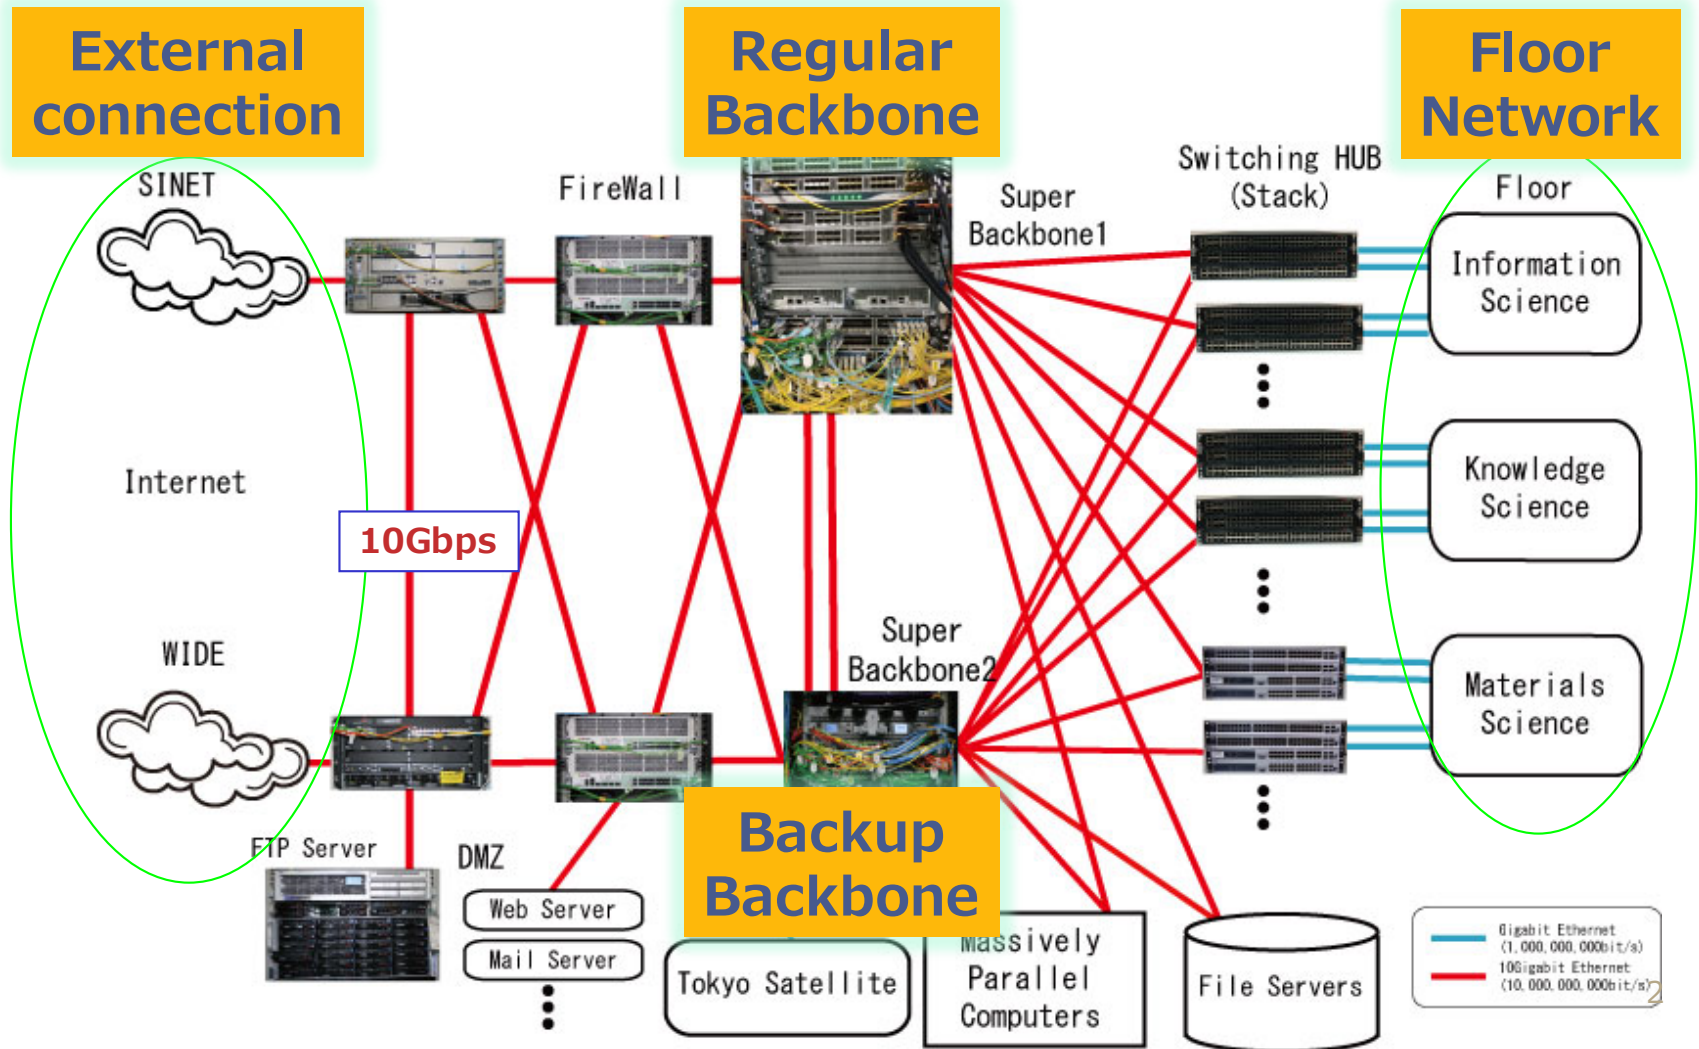 External
connection
Regular
Backbone
Floor
Network
SINET
FireWall
Super
Backbone1
Switching HUB
(Stack)
Floor
Information
Science
Internet
10Gbps
Knowledge
Science
WIDE
Super
Backbone2
Materials
Science
FTP Server
DMZ
Web Server
Mail Server
Backup
Backbone
Tokyo Satellite
Massively
Parallel
Computers
File Servers
Gigabit Ethernet
(1,000,000,000bit/s)
10Gigabit Ethernet
(10,000,000,000bit/s)
2